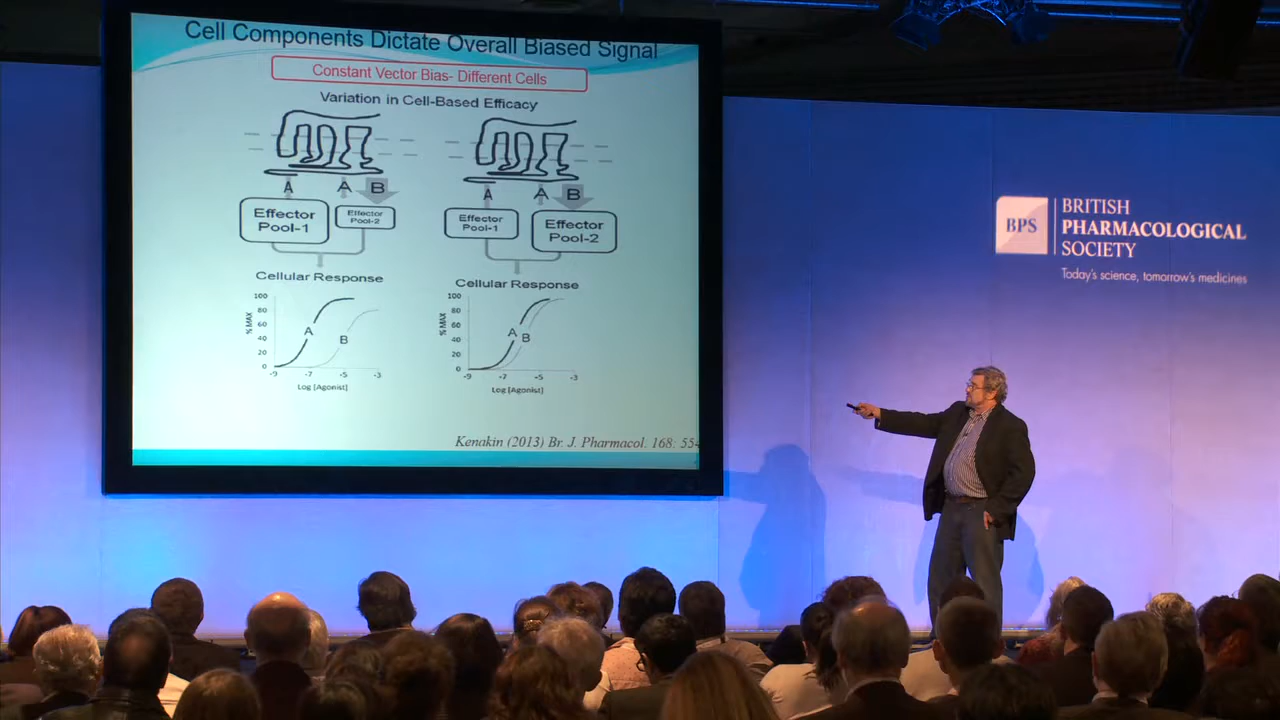 Cell Components Dictate Overall Biased Signal
Constant Vector Bias- Different Cells
Variation in Cell-Based Efficacy
A A B
Effector Pool-1
Effector Pool-2
Cellular Response
100
80
60
40
20
0
% MAX
A
B
-9 -7 -5 -3
Log [Agonist]
A A B
Effector Pool-1
Effector Pool-2
Cellular Response
100
80
60
40
20
0
% MAX
A B
-9 -7 -5 -3
Log [Agonist]
Kenakin (2013) Br. J. Pharmacol. 168: 554
BPS
BRITISH
PHARMACOLOGICAL
SOCIETY
Today's science, tomorrow's medicines